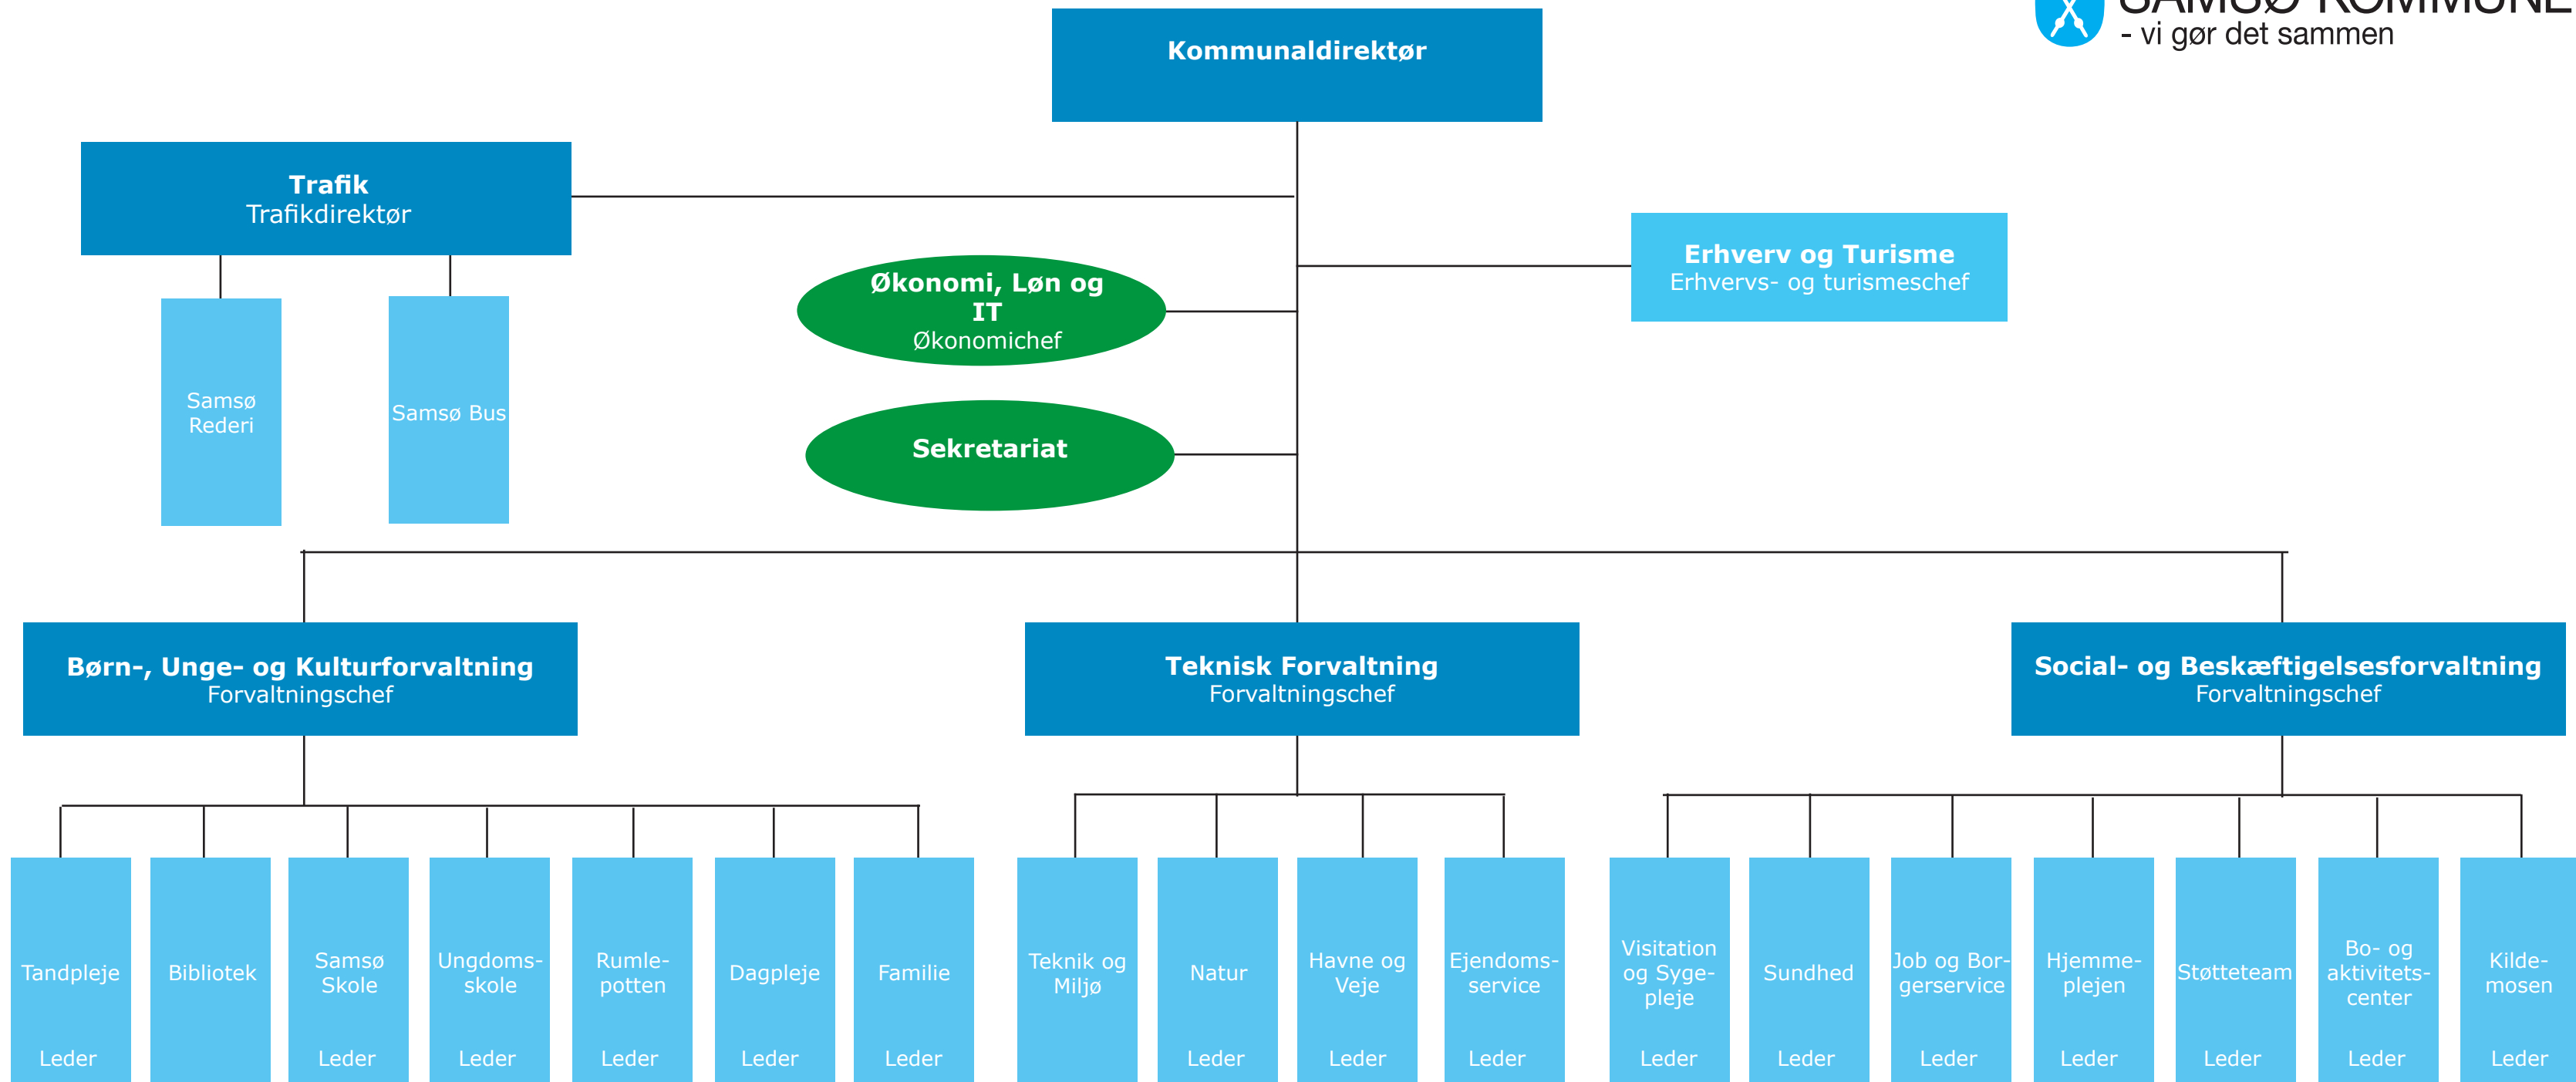 SAMSØ KOMMUNE
- vi gør det sammen
Kommunaldirektør
Trafik
Trafikdirektør
Erhverv og Turisme
Erhvervs- og turismeschef
Økonomi, Løn og
IT
Økonomichef
Samsø
Rederi
Samsø Bus
Sekretariat
Børn-, Unge- og Kulturforvaltning
Forvaltningschef
Teknisk Forvaltning
Forvaltningschef
Social- og Beskæftigelsesforvaltning
Forvaltningschef
Tandpleje
Leder
Bibliotek
Samsø
Skole
Leder
Ungdoms-
skole
Leder
Rumle-
potten
Leder
Dagpleje
Leder
Familie
Leder
Teknik og
Miljø
Natur
Leder
Havne og
Veje
Leder
Ejendoms-
service
Leder
Visitation
og Syge-
pleje
Leder
Sundhed
Leder
Job og Bor-
gerservice
Leder
Hjemme-
plejen
Leder
Støtteteam
Leder
Bo- og
aktivitets-
center
Leder
Kilde-
mosen
Leder